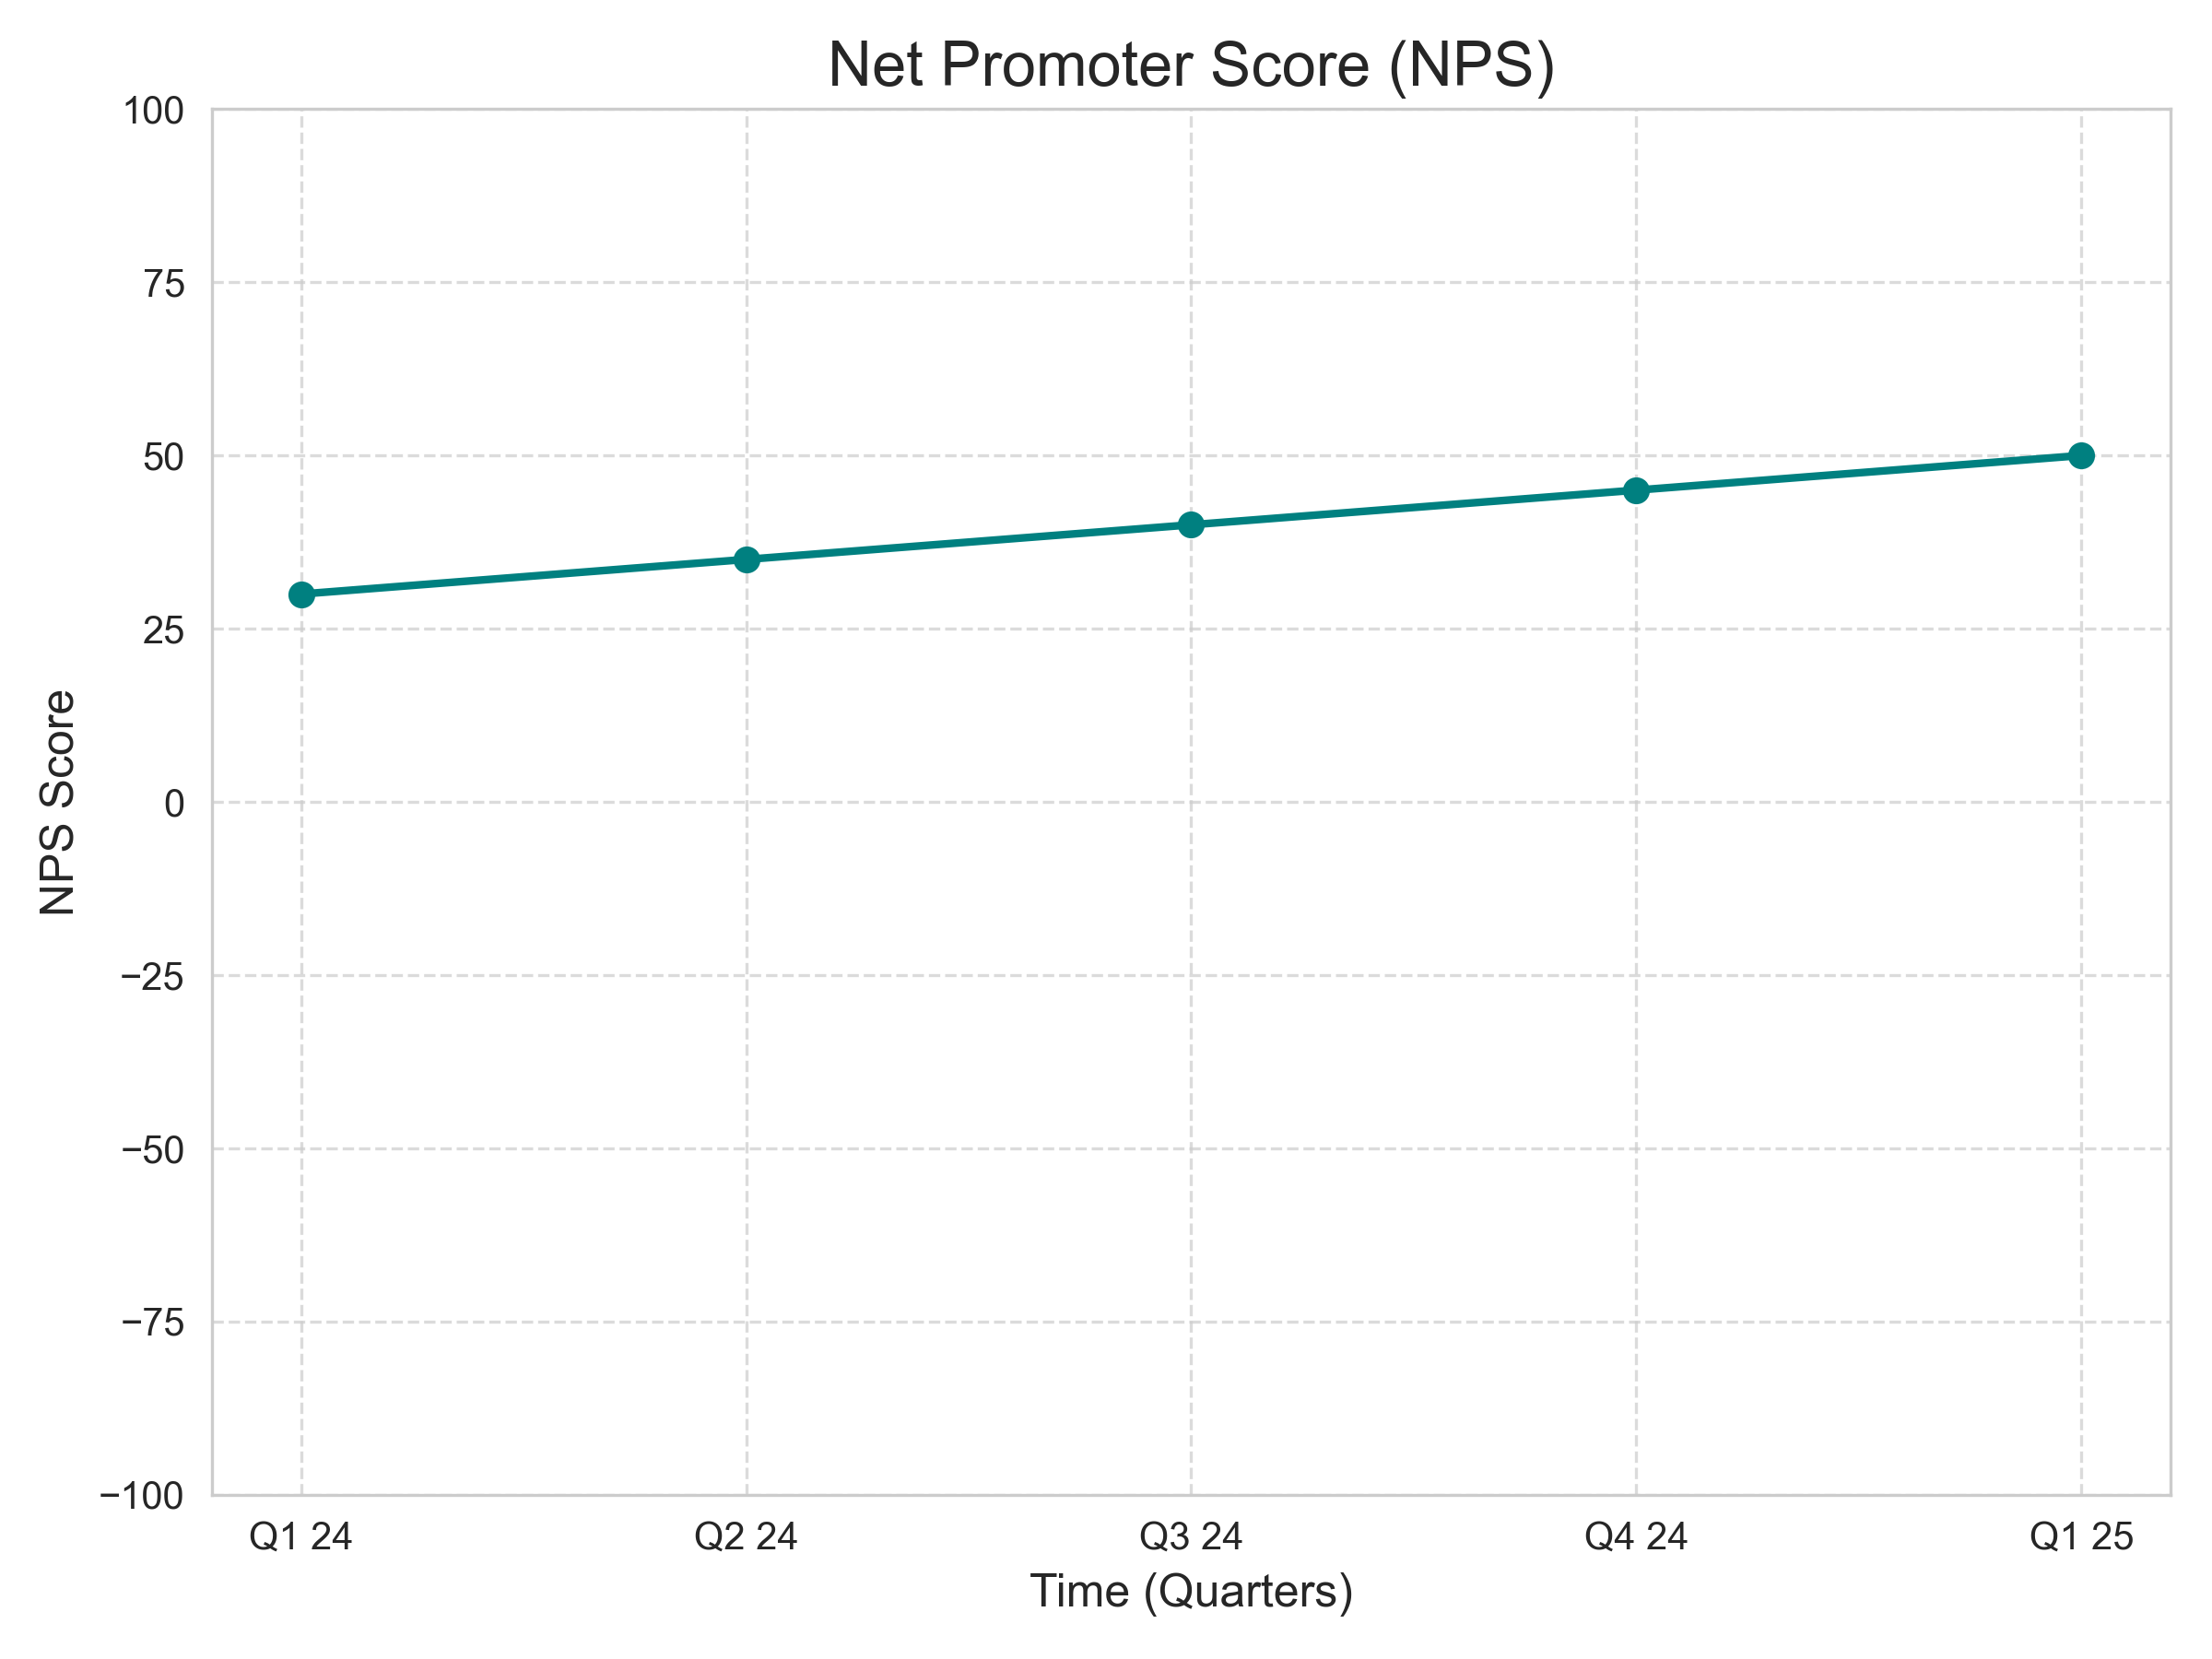 Net Promoter Score (NPS)
100
75
50
25
0
−25
−50
−75
−100
NPS Score
Q1 24
Q2 24
Q3 24
Q4 24
Q1 25
Time (Quarters)